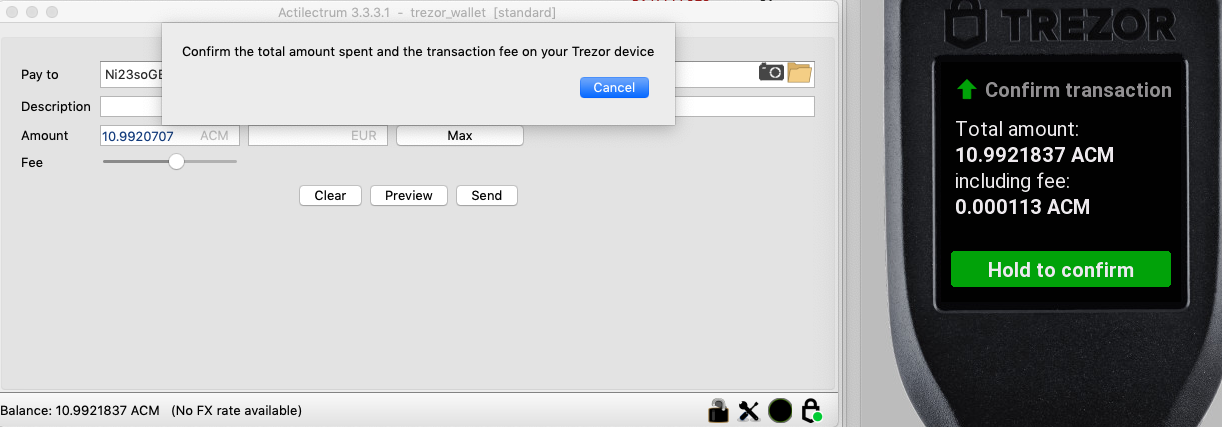 Actilectrum 3.3.3.1 - trezor_wallet [standard]
Confirm the total amount spent and the transaction fee on your Trezor device
Cancel
Pay to
Description
Amount 10.9920707 ACM EUR Max
Fee
Clear Preview Send
Balance: 10.9921837 ACM (No FX rate available)
TREZOR
Confirm transaction
Total amount:
10.9921837 ACM
including fee:
0.000113 ACM
Hold to confirm